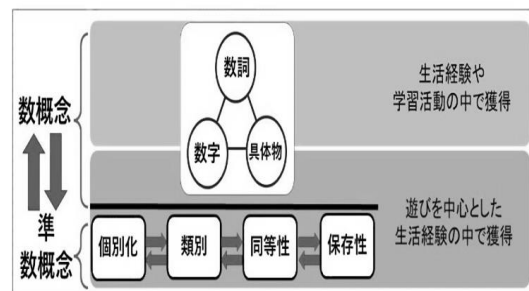 数概念
準
数概念
数詞
数字
具体物
生活経験や
学習活動の中で獲得
遊びを中心とした
生活経験の中で獲得
個別化
類別
同等性
保存性